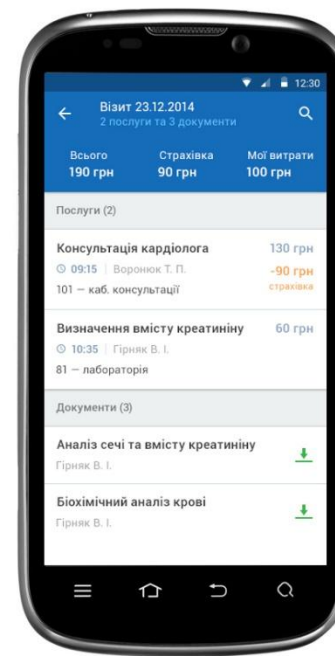 12:30
Візит 23.12.2014
2 послуги та 3 документи
Всього Страхівка Мої витрати
190 грн 90 грн 100 грн
Послуги (2)
Консультація кардіолога 130 грн
09:15 | Воронюк Т. П. -90 грн
101 — каб. консультації страхівка
Визначення вмісту креатиніну 60 грн
10:35 | Гірняк В. І.
81 — лабораторія
Документи (3)
Аналіз сечі та вмісту креатиніну
Гірняк В. І.
Біохімічний аналіз крові
Гірняк В. І.